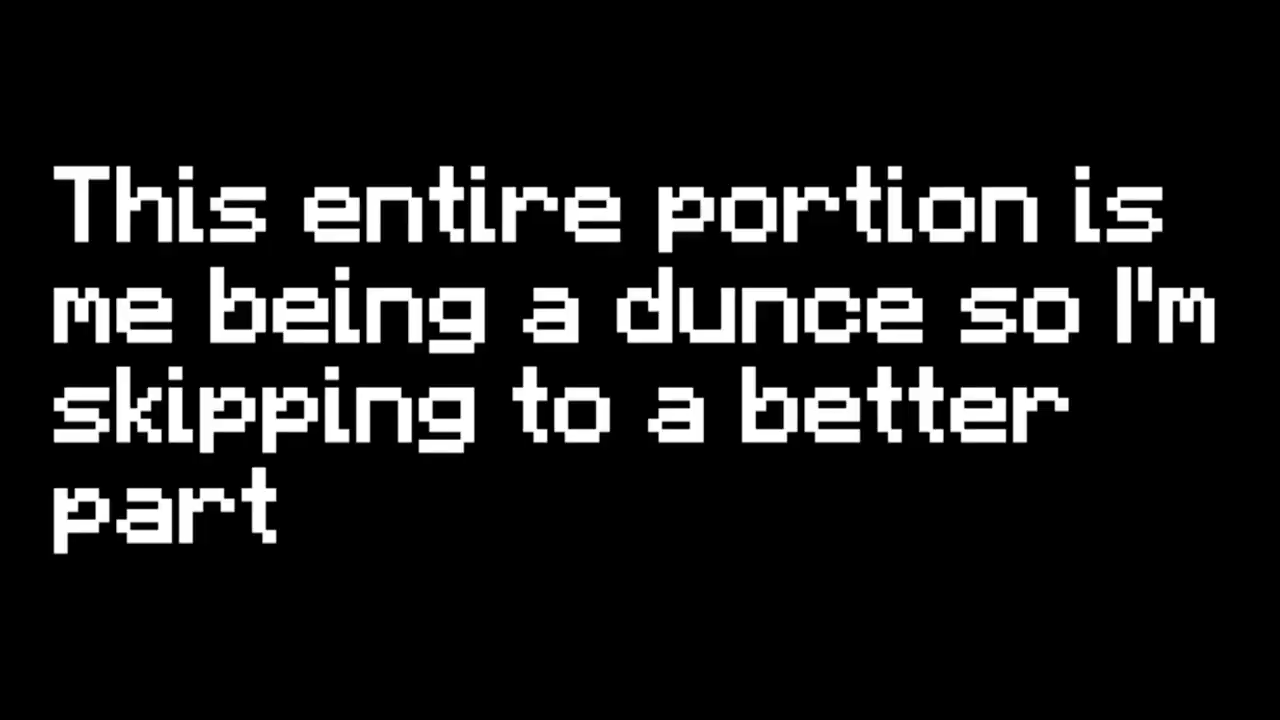 This entire portion is
me being a dunce so I'm
skipping to a better
part